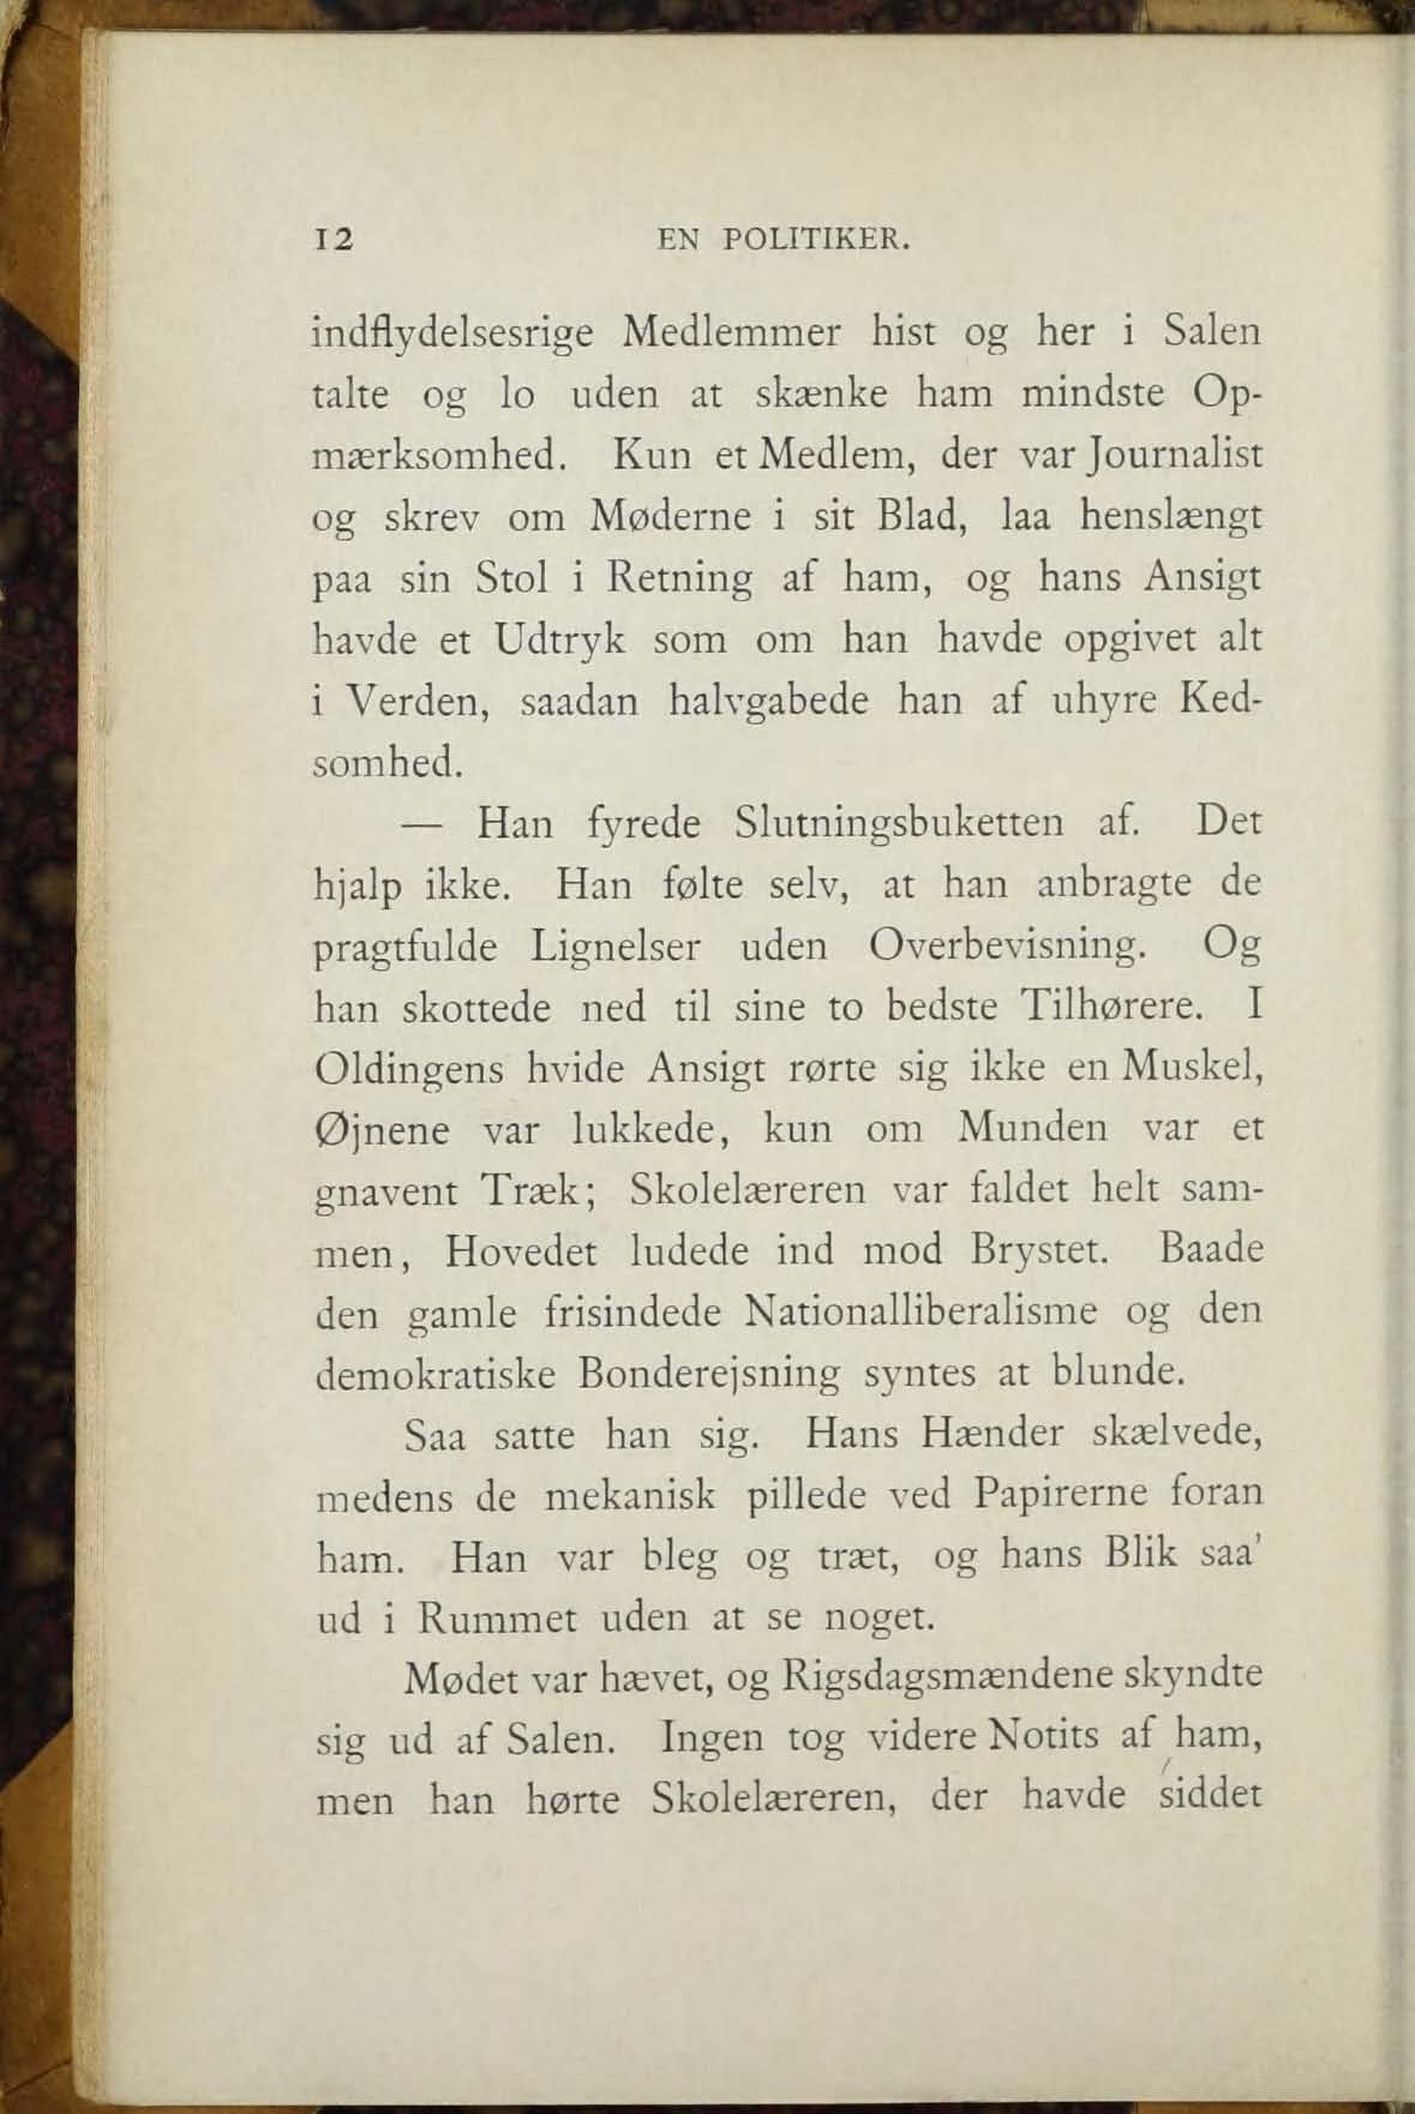 12 EN POLITIKER.
indflydelsesrige Medlemmer hist og her i Salen
talte og lo uden at skænke ham mindste Op-
mærksomhed. Kun et Medlem, der var Journalist
og skrev om Møderne i sit Blad, laa henslængt
paa sin Stol i Retning af ham, og hans Ansigt
havde et Udtryk som om han havde opgivet alt
i Verden, saadan halvgabede han af uhyre Ked-
somhed.
— Han fyrede Slutningsbuketten af. Det
hjalp ikke. Han følte selv, at han anbragte de
pragtfulde Lignelser uden Overbevisning. Og
han skottede ned til sine to bedste Tilhørere. I
Oldingens hvide Ansigt rørte sig ikke en Muskel,
Øjnene var lukkede, kun om Munden var et
gnavent Træk; Skolelæreren var faldet helt sam-
men, Hovedet ludede ind mod Brystet. Baade
den gamle frisindede Nationalliberalisme og den
demokratiske Bonderejsning syntes at blunde.
Saa satte han sig. Hans Hænder skælvede,
medens de mekanisk pillede ved Papirerne foran
ham. Han var bleg og træt, og hans Blik saa'
ud i Rummet uden at se noget.
Mødet var hævet, og Rigsdagsmændene skyndte
sig ud af Salen. Ingen tog videre Notits af ham,
men han hørte Skolelæreren, der havde siddet